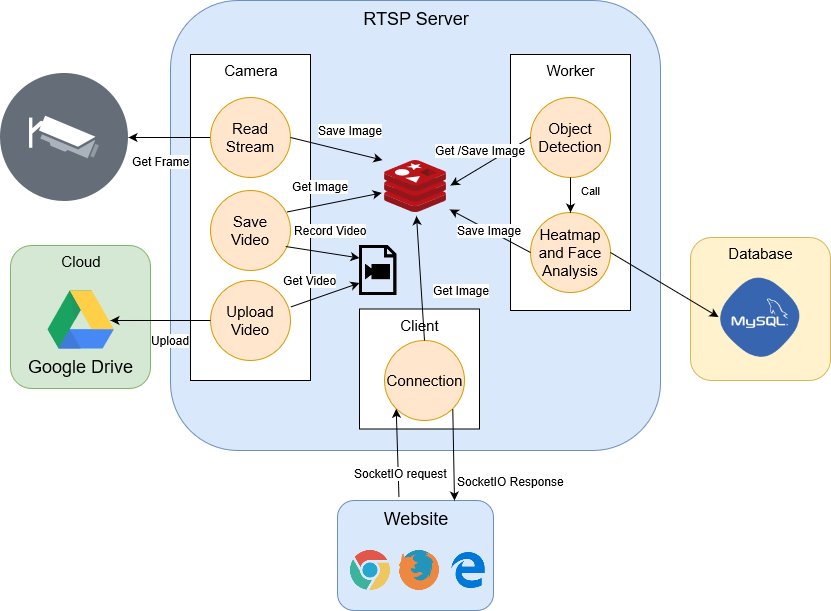 RTSP Server
Camera
Worker
Read
Stream
Save Image
Object
Detection
Get /Save Image
Get Frame
Get Image
Call
Save
Video
Record Video
Save Image
Heatmap
and Face
Analysis
Cloud
Google Drive
Get Video
Get Image
Upload
Video
Upload
Client
Connection
Database
MySQL
SocketIO request
SocketIO Response
Website